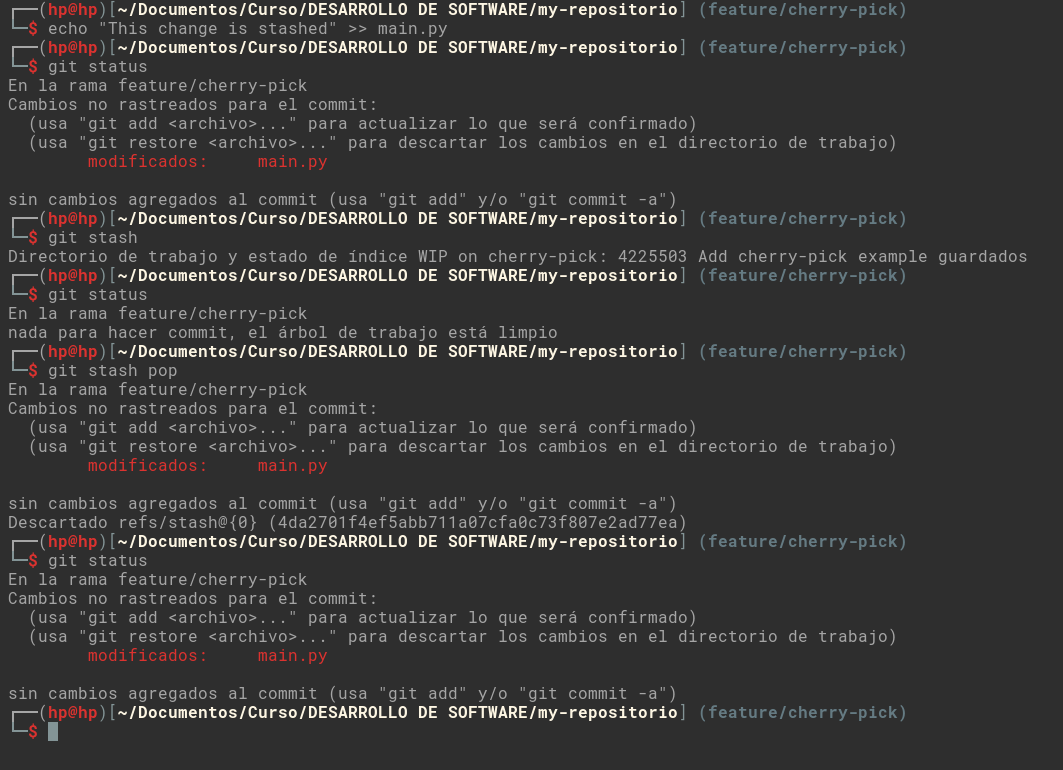 ┌──(hp@hp)[~/Documentos/Curso/DESARROLLO DE SOFTWARE/my-repositorio] (feature/cherry-pick)
└─$ echo "This change is stashed" >> main.py
┌──(hp@hp)[~/Documentos/Curso/DESARROLLO DE SOFTWARE/my-repositorio] (feature/cherry-pick)
└─$ git status
En la rama feature/cherry-pick
Cambios no rastreados para el commit:
  (usa "git add <archivo>..." para actualizar lo que será confirmado)
  (usa "git restore <archivo>..." para descartar los cambios en el directorio de trabajo)
        modificados:     main.py

sin cambios agregados al commit (usa "git add" y/o "git commit -a")
┌──(hp@hp)[~/Documentos/Curso/DESARROLLO DE SOFTWARE/my-repositorio] (feature/cherry-pick)
└─$ git stash
Directorio de trabajo y estado de índice WIP on cherry-pick: 4225503 Add cherry-pick example guardados
┌──(hp@hp)[~/Documentos/Curso/DESARROLLO DE SOFTWARE/my-repositorio] (feature/cherry-pick)
└─$ git status
En la rama feature/cherry-pick
nada para hacer commit, el árbol de trabajo está limpio
┌──(hp@hp)[~/Documentos/Curso/DESARROLLO DE SOFTWARE/my-repositorio] (feature/cherry-pick)
└─$ git stash pop
En la rama feature/cherry-pick
Cambios no rastreados para el commit:
  (usa "git add <archivo>..." para actualizar lo que será confirmado)
  (usa "git restore <archivo>..." para descartar los cambios en el directorio de trabajo)
        modificados:     main.py

sin cambios agregados al commit (usa "git add" y/o "git commit -a")
Descartado refs/stash@{0} (4da2701f4ef5abb711a07cfa0c73f807e2ad77ea)
┌──(hp@hp)[~/Documentos/Curso/DESARROLLO DE SOFTWARE/my-repositorio] (feature/cherry-pick)
└─$ git status
En la rama feature/cherry-pick
Cambios no rastreados para el commit:
  (usa "git add <archivo>..." para actualizar lo que será confirmado)
  (usa "git restore <archivo>..." para descartar los cambios en el directorio de trabajo)
        modificados:     main.py

sin cambios agregados al commit (usa "git add" y/o "git commit -a")
┌──(hp@hp)[~/Documentos/Curso/DESARROLLO DE SOFTWARE/my-repositorio] (feature/cherry-pick)
└─$